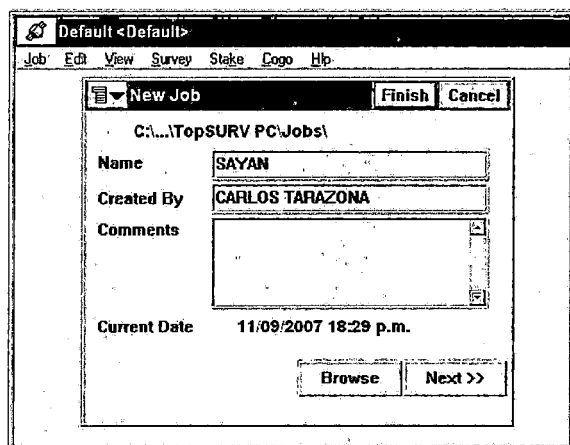 Default <Default>
Job Edit View Survey Stake Cogo Hlp
New Job Finish Cancel
C:\...\TopSURV PC\Jobs\
Name SAYAN
Created By CARLOS TARAZONA
Comments
Current Date 11/09/2007 18:29 p.m.
Browse Next >>